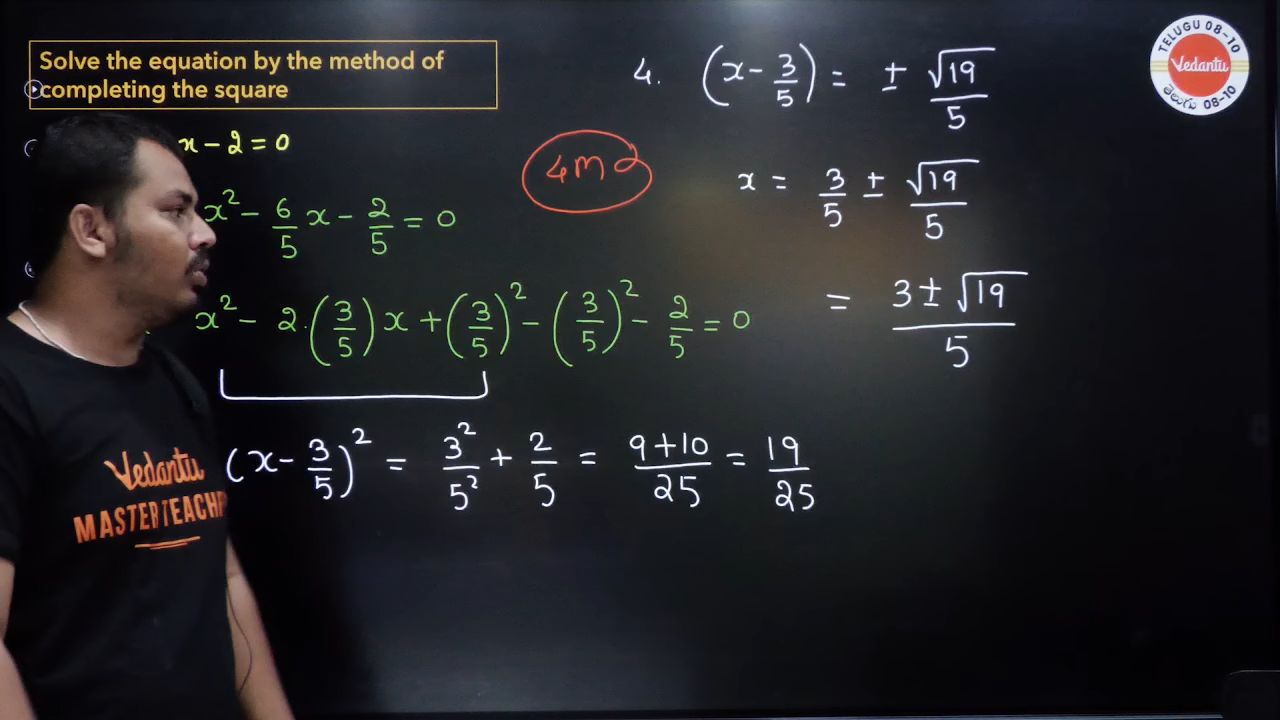 Solve the equation by the method of
completing the square
x - 2 = 0
x² - 6/5 x - 2/5 = 0
x² - 2·(3/5)x + (3/5)² - (3/5)² - 2/5 = 0
(x - 3/5)² = 3²/5² + 2/5 = 9+10/25 = 19/25
4m
4. (x - 3/5) = ± √19/5
x = 3/5 ± √19/5
= 3 ± √19/5
TELUGU 08-10
Vedantu
తెలుగు 08-10
Vedantu
MASTER TEACHE